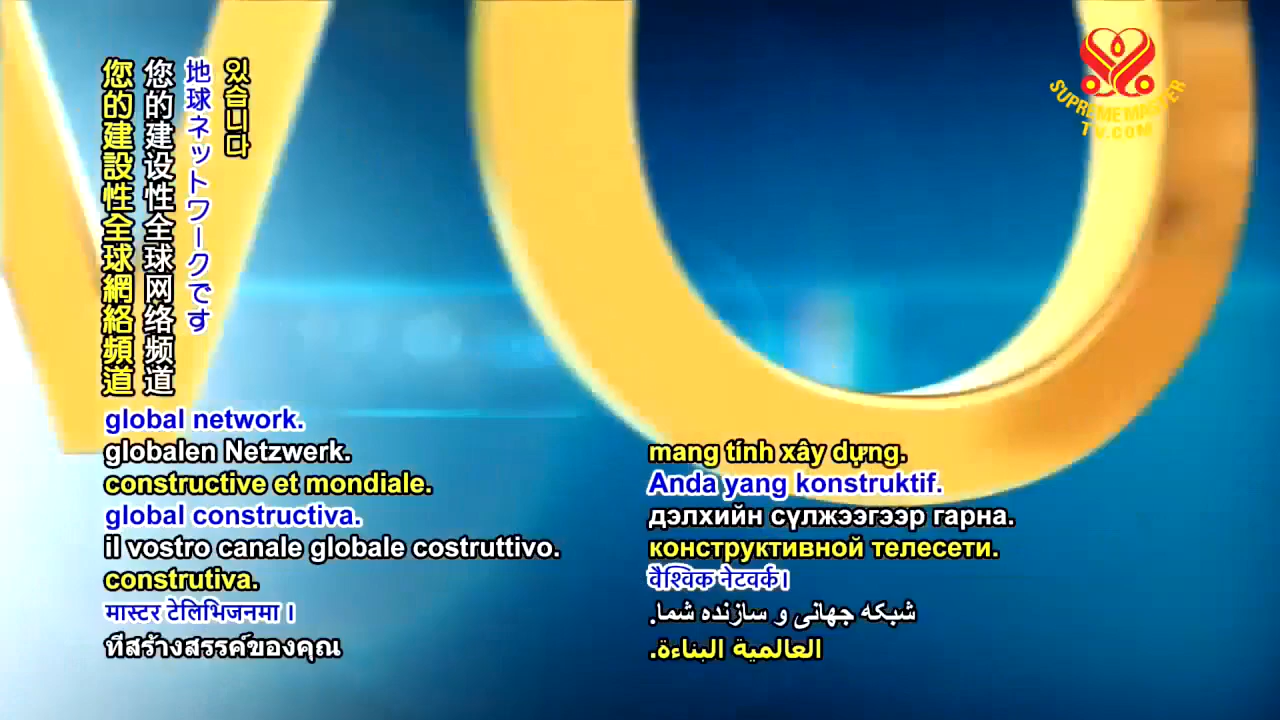 您的建設性全球網絡頻道
您的建设性全球网络频道
地球ネットワークです
있습니다
global network.
globalen Netzwerk.
constructive et mondiale.
global constructiva.
il vostro canale globale costruttivo.
construtiva.
मास्टर टेलिभिजनमा ।
ที่สร้างสรรค์ของคุณ
mang tính xây dựng.
Anda yang konstruktif.
дэлхийн сүлжээгээр гарна.
конструктивной телесети.
वैश्विक नेटवर्क।
شبکه جهانی و سازنده شما.
العالمية البناءة.
SUPREME MASTER
TV.COM
VO